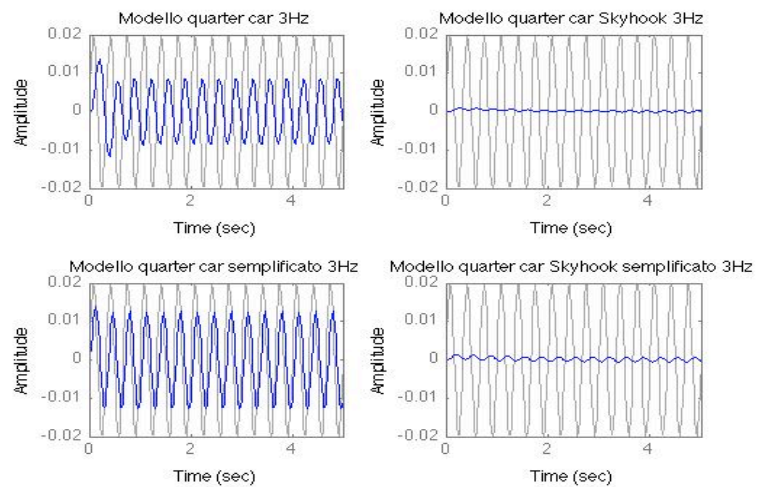 Modello quarter car 3Hz
Amplitude
0.02
0.01
0
-0.01
-0.02
0
2
4
Time (sec)
Modello quarter car Skyhook 3Hz
Amplitude
0.02
0.01
0
-0.01
-0.02
0
2
4
Time (sec)
Modello quarter car semplificato 3Hz
Amplitude
0.02
0.01
0
-0.01
-0.02
0
2
4
Time (sec)
Modello quarter car Skyhook semplificato 3Hz
Amplitude
0.02
0.01
0
-0.01
-0.02
0
2
4
Time (sec)